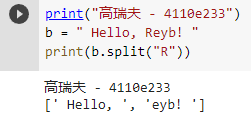 print("高瑞夫 - 4110e233")
b = " Hello, Reyb! "
print(b.split("R"))
高瑞夫 - 4110e233
[' Hello, ', 'eyb! ']